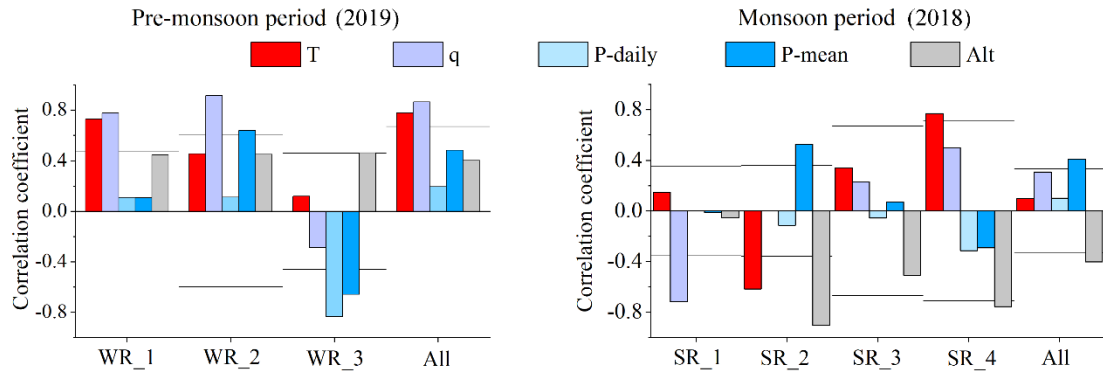 Pre-monsoon period (2019)
Monsoon period (2018)
T
q
P-daily
P-mean
Alt
Correlation coefficient
0.8
0.4
0.0
-0.4
-0.8
WR_1
WR_2
WR_3
All
Correlation coefficient
0.8
0.4
0.0
-0.4
-0.8
SR_1
SR_2
SR_3
SR_4
All